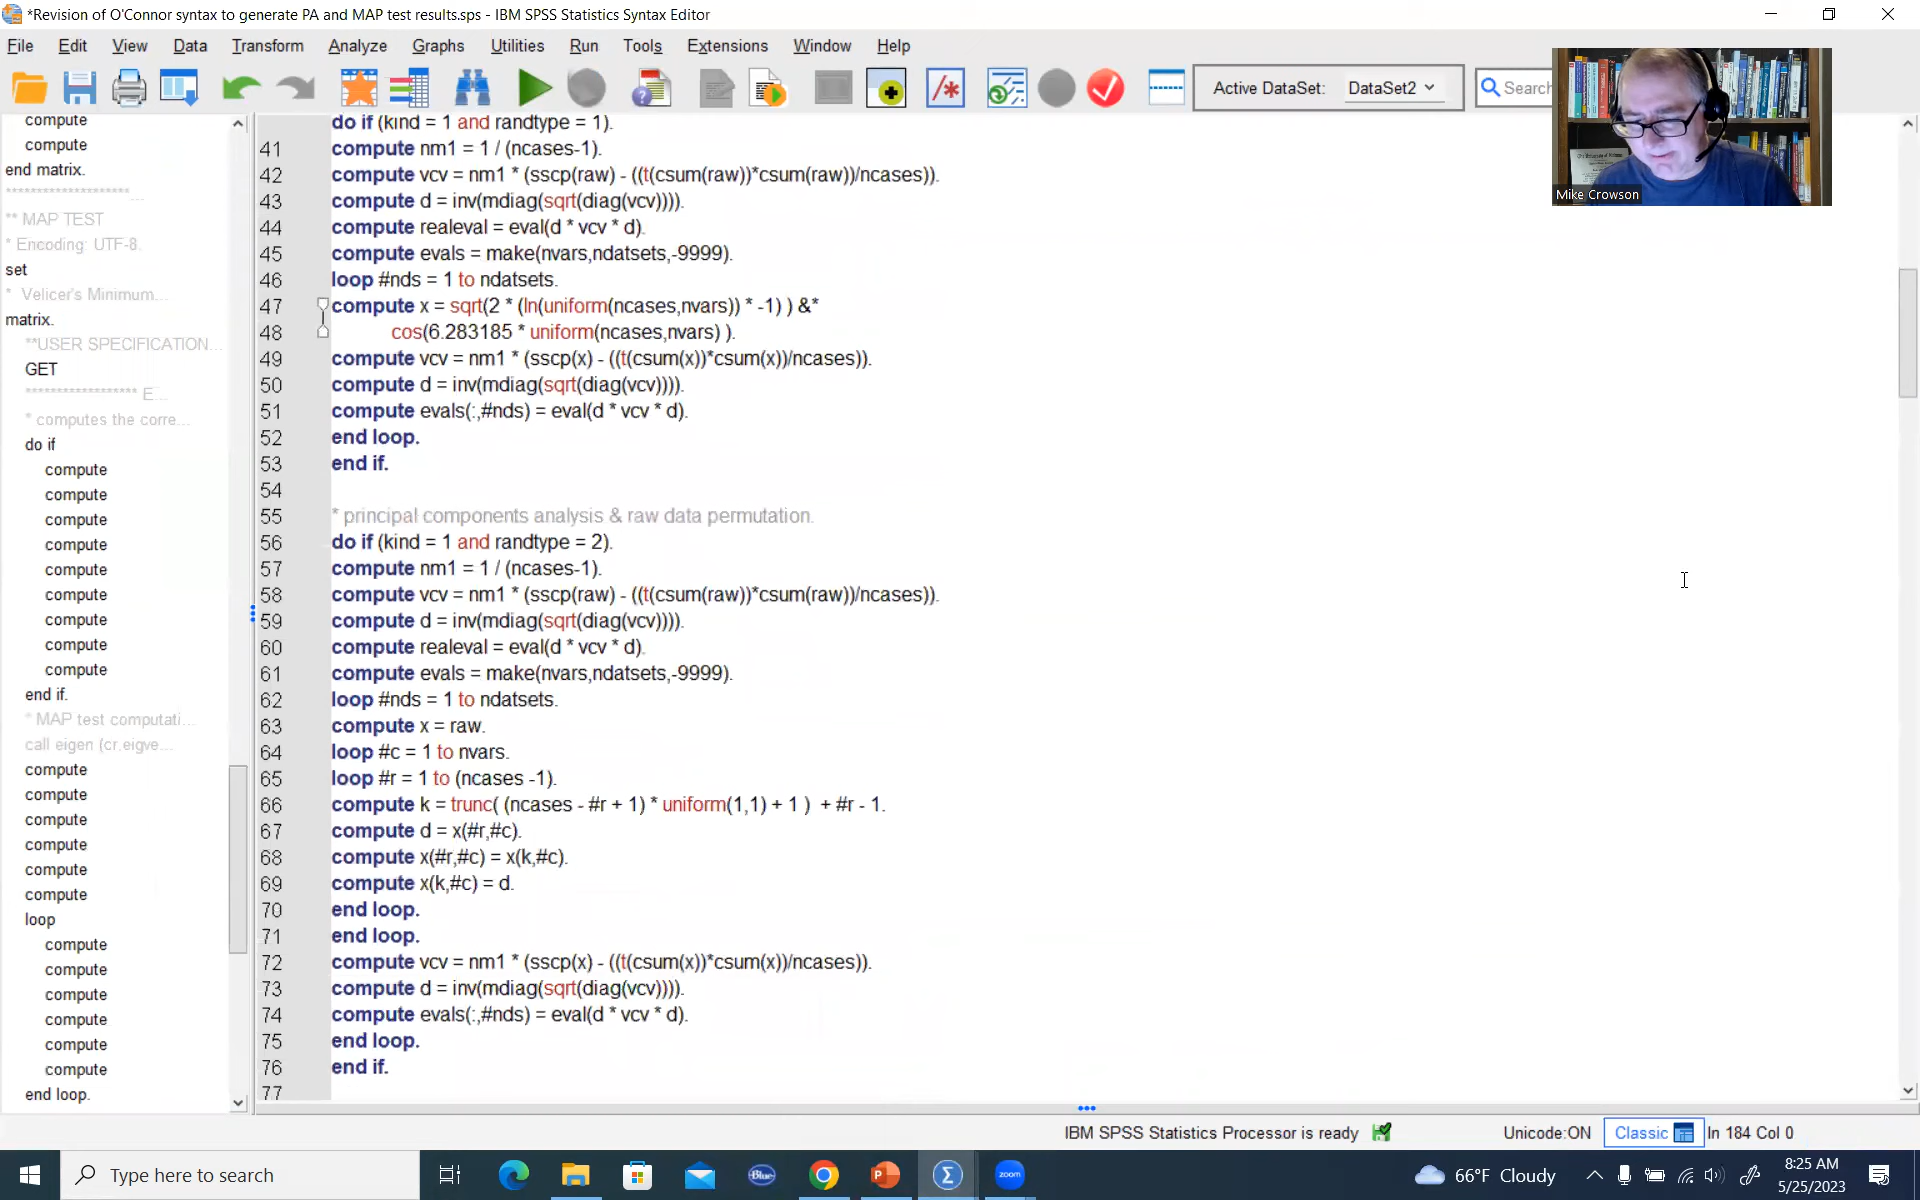 *Revision of O'Connor syntax to generate PA and MAP test results.sps - IBM SPSS Statistics Syntax Editor
File Edit View Data Transform Analyze Graphs Utilities Run Tools Extensions Window Help
Active DataSet: DataSet2
Search
Mike Crowson
compute
compute
end matrix.
********************...
** MAP TEST
* Encoding: UTF-8.
set
* Velicer's Minimum...
matrix.
**USER SPECIFICATION...
GET
****************** E...
* computes the corre...
do if
compute
compute
compute
compute
compute
compute
compute
compute
compute
end if.
* MAP test computati...
call eigen (cr,eigve...
compute
compute
compute
compute
compute
compute
loop
compute
compute
compute
compute
compute
compute
end loop.
do if (kind = 1 and randtype = 1).
41 compute nm1 = 1 / (ncases-1).
42 compute vcv = nm1 * (sscp(raw) - ((t(csum(raw))*csum(raw))/ncases)).
43 compute d = inv(mdiag(sqrt(diag(vcv)))).
44 compute realeval = eval(d * vcv * d).
45 compute evals = make(nvars,ndatsets,-9999).
46 loop #nds = 1 to ndatsets.
47 compute x = sqrt(2 * (ln(uniform(ncases,nvars)) * -1) ) &*
48 cos(6.283185 * uniform(ncases,nvars) ).
49 compute vcv = nm1 * (sscp(x) - ((t(csum(x))*csum(x))/ncases)).
50 compute d = inv(mdiag(sqrt(diag(vcv)))).
51 compute evals(:,#nds) = eval(d * vcv * d).
52 end loop.
53 end if.
54
55 * principal components analysis & raw data permutation.
56 do if (kind = 1 and randtype = 2).
57 compute nm1 = 1 / (ncases-1).
58 compute vcv = nm1 * (sscp(raw) - ((t(csum(raw))*csum(raw))/ncases)).
59 compute d = inv(mdiag(sqrt(diag(vcv)))).
60 compute realeval = eval(d * vcv * d).
61 compute evals = make(nvars,ndatsets,-9999).
62 loop #nds = 1 to ndatsets.
63 compute x = raw.
64 loop #c = 1 to nvars.
65 loop #r = 1 to (ncases -1).
66 compute k = trunc( (ncases - #r + 1) * uniform(1,1) + 1 ) + #r - 1.
67 compute d = x(#r,#c).
68 compute x(#r,#c) = x(k,#c).
69 compute x(k,#c) = d.
70 end loop.
71 end loop.
72 compute vcv = nm1 * (sscp(x) - ((t(csum(x))*csum(x))/ncases)).
73 compute d = inv(mdiag(sqrt(diag(vcv)))).
74 compute evals(:,#nds) = eval(d * vcv * d).
75 end loop.
76 end if.
77
IBM SPSS Statistics Processor is ready Unicode:ON Classic In 184 Col 0
Type here to search
Blue
zoom
66°F Cloudy
8:25 AM
5/25/2023